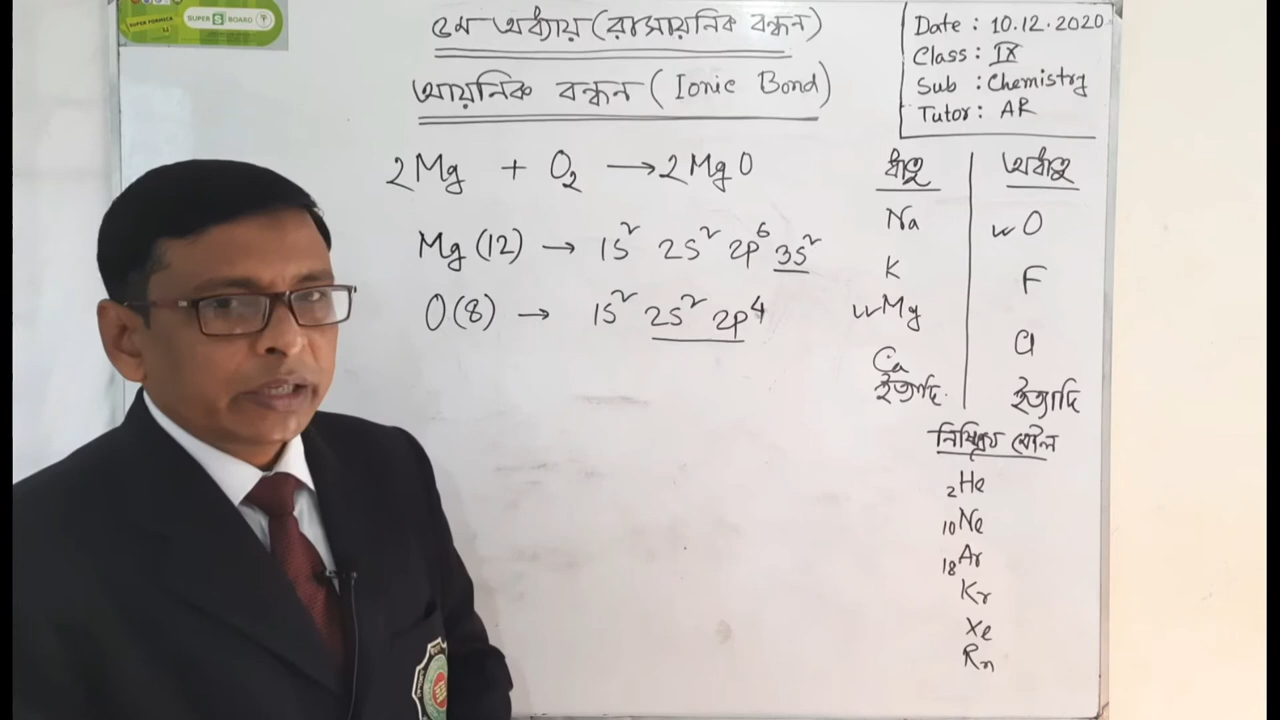 SUPER FORMICA
SUPER S BOARD
৫ম অধ্যায় (রাসায়নিক বন্ধন)
আয়নিক বন্ধন (Ionic Bond)
Date : 10.12.2020
Class : IX
Sub : Chemistry
Tutor : AR
2Mg + O₂ → 2MgO
Mg (12) → 1s² 2s² 2p⁶ 3s²
O (8) → 1s² 2s² 2p⁴
ধাতু
Na
K
Mg
Ca
ইত্যাদি.
অধাতু
O
F
Cl
ইত্যাদি
নিষ্ক্রিয় মৌল
₂He
₁₀Ne
₁₈Ar
Kr
Xe
Rn